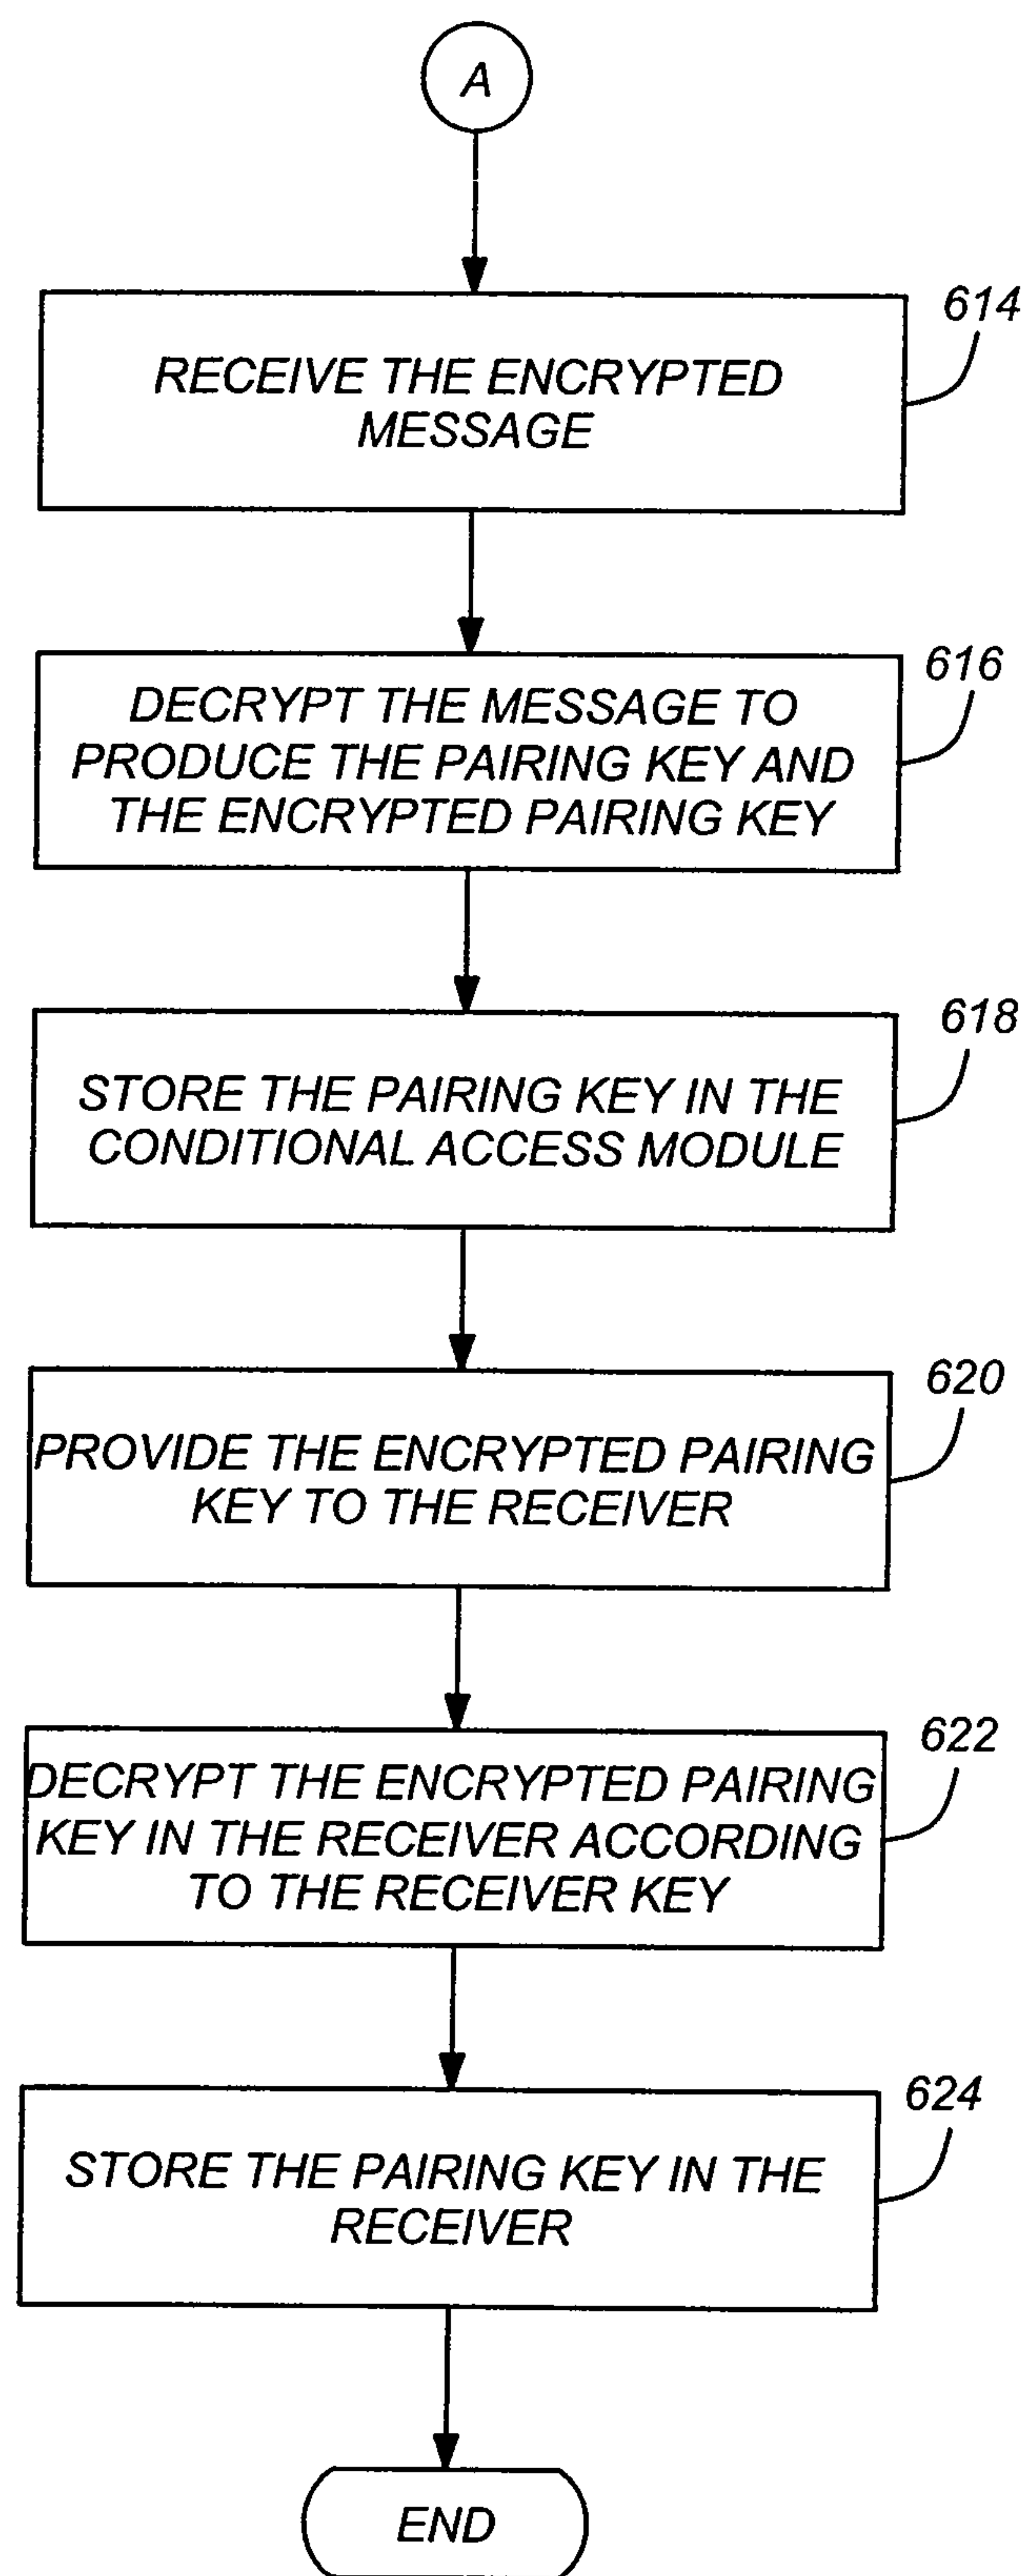 A
614
RECEIVE THE ENCRYPTED
MESSAGE
616
DECRYPT THE MESSAGE TO
PRODUCE THE PAIRING KEY AND
THE ENCRYPTED PAIRING KEY
618
STORE THE PAIRING KEY IN THE
CONDITIONAL ACCESS MODULE
620
PROVIDE THE ENCRYPTED PAIRING
KEY TO THE RECEIVER
622
DECRYPT THE ENCRYPTED PAIRING
KEY IN THE RECEIVER ACCORDING
TO THE RECEIVER KEY
624
STORE THE PAIRING KEY IN THE
RECEIVER
END